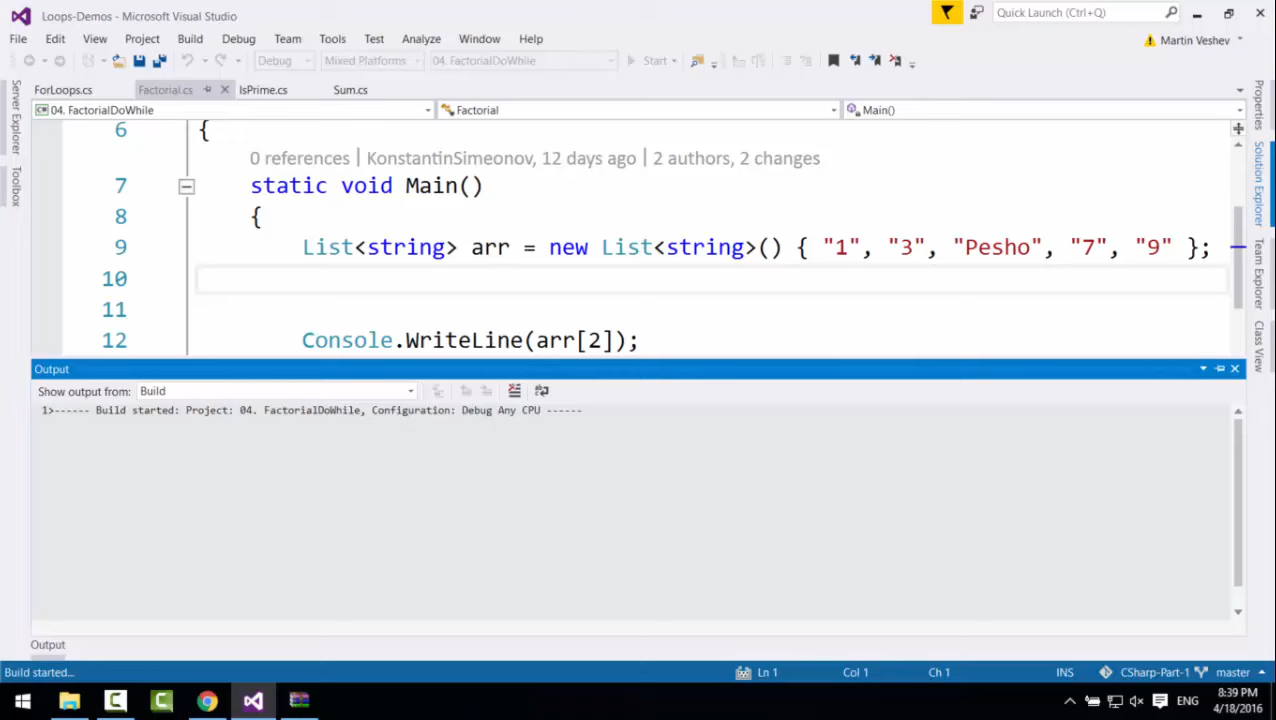 Loops-Demos - Microsoft Visual Studio
Quick Launch (Ctrl+Q)
File Edit View Project Build Debug Team Tools Test Analyze Window Help
Martin Veshev
Debug Mixed Platforms 04. FactorialDoWhile Start
ForLoops.cs Factorial.cs IsPrime.cs Sum.cs
04. FactorialDoWhile Factorial Main()
Server Explorer
Toolbox
Properties
Solution Explorer
Team Explorer
Class View
6 {
0 references | KonstantinSimeonov, 12 days ago | 2 authors, 2 changes
7 static void Main()
8 {
9 List<string> arr = new List<string>() { "1", "3", "Pesho", "7", "9" };
10
11
12 Console.WriteLine(arr[2]);
Output
Show output from: Build
1>------ Build started: Project: 04. FactorialDoWhile, Configuration: Debug Any CPU ------
Output
Build started... Ln 1 Col 1 Ch 1 INS CSharp-Part-1 master
ENG 8:39 PM
4/18/2016